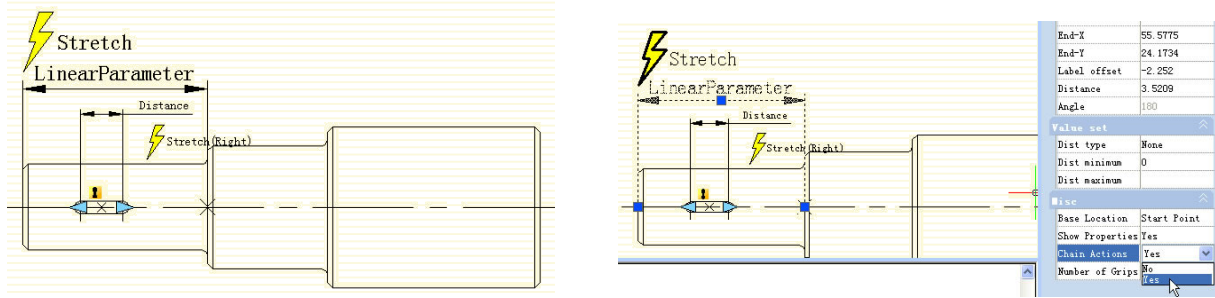 Stretch
LinearParameter
Distance
Stretch(Right)
Stretch
LinearParameter
Distance
Stretch(Right)
End-X 55.5775
End-Y 24.1734
Label offset -2.252
Distance 3.5209
Angle 180
Value set
Dist type None
Dist minimum 0
Dist maximum
Misc
Base Location Start Point
Show Properties Yes
Chain Actions Yes
Number of Grips No
Yes